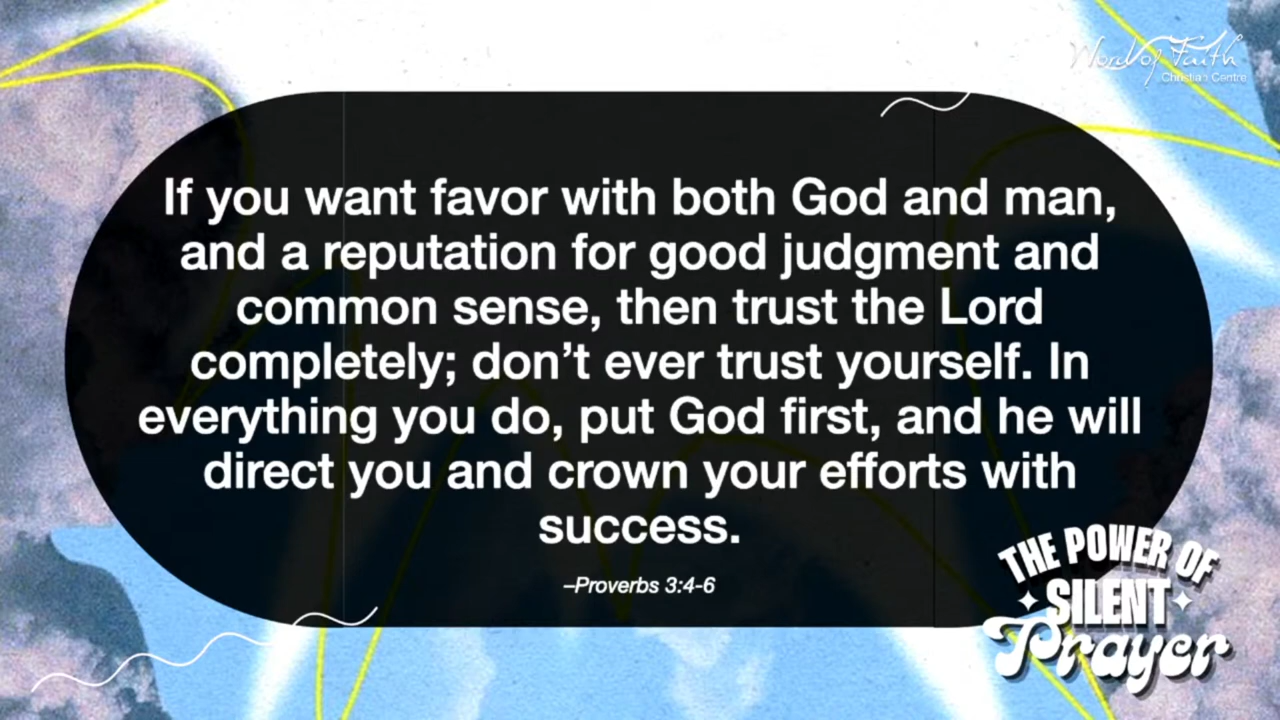 Word of Faith
Christian Centre
If you want favor with both God and man,
and a reputation for good judgment and
common sense, then trust the Lord
completely; don’t ever trust yourself. In
everything you do, put God first, and he will
direct you and crown your efforts with
success.
–Proverbs 3:4-6
THE POWER OF
SILENT
Prayer